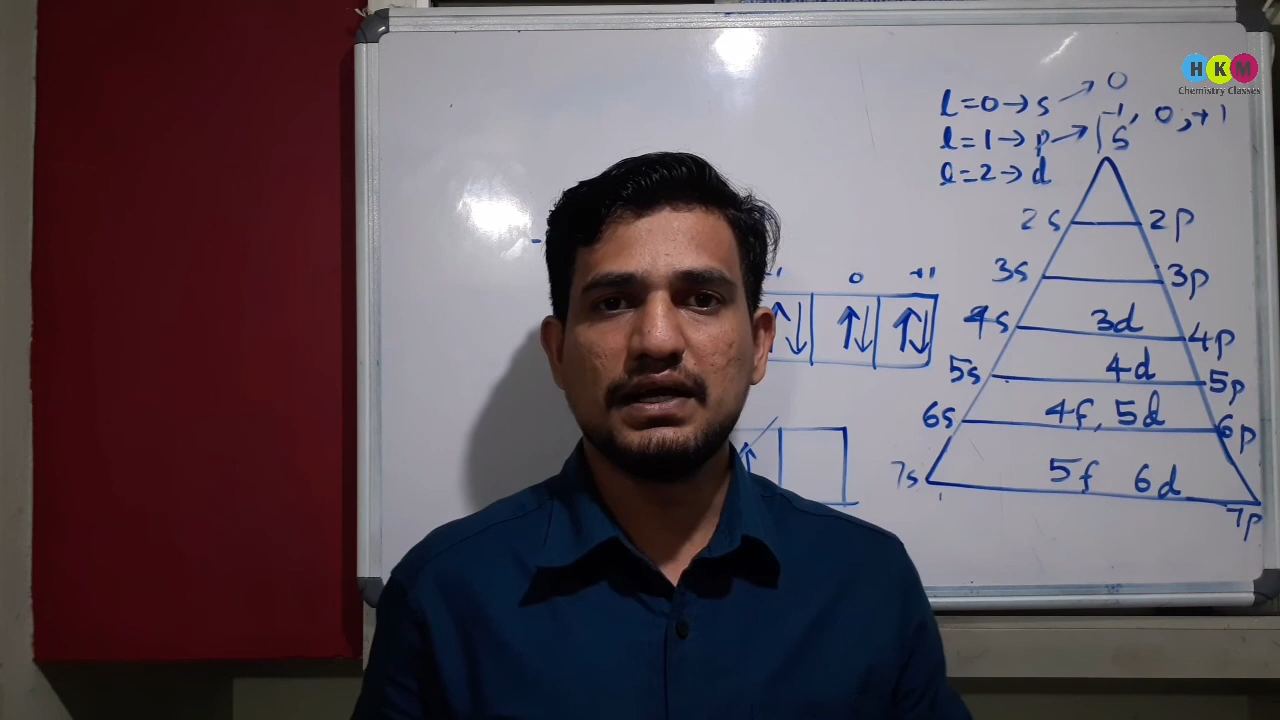 HKM
Chemistry Classes
l=0→s → 0
l=1→p → -1, 0, +1
l=2→d
1s
2s 2p
3s 3p
4s 3d 4p
5s 4d 5p
6s 4f, 5d 6p
7s 5f 6d 7p
0 +1
↑↓ ↑↓ ↑↓